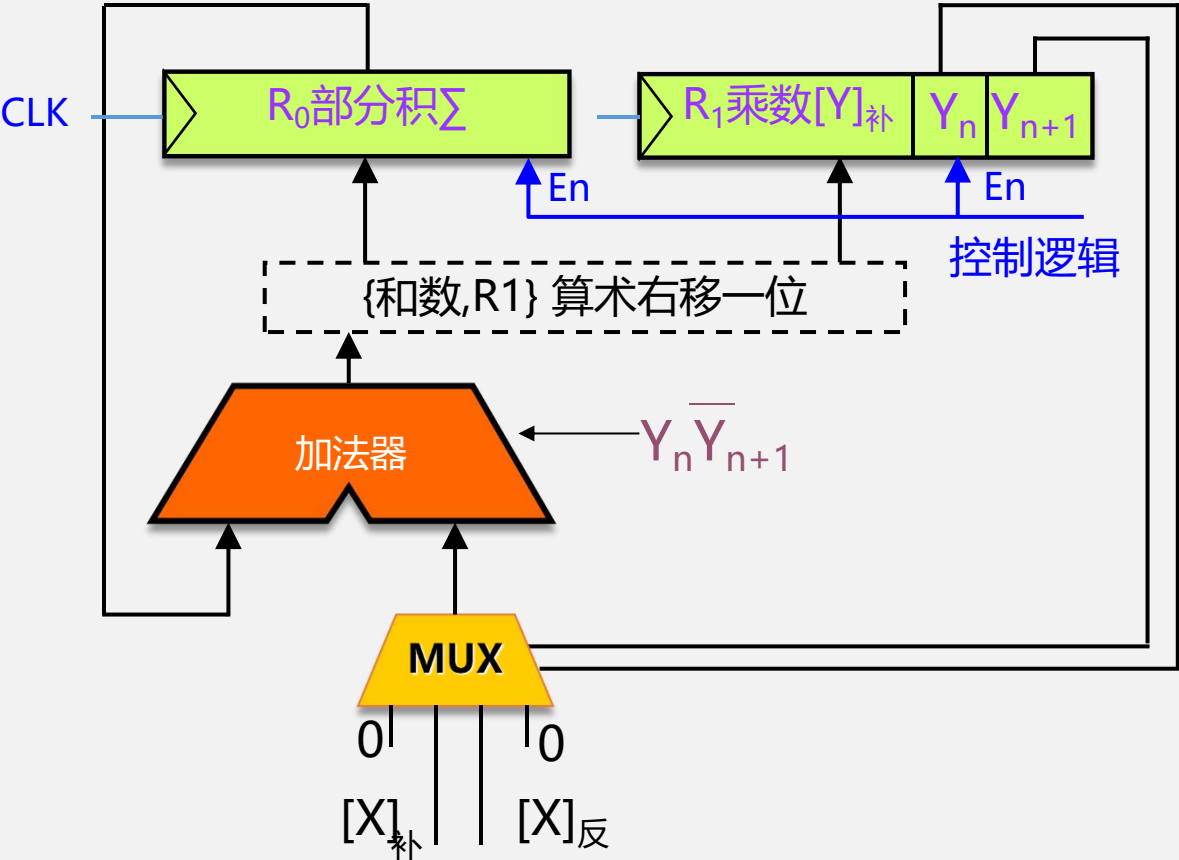 CLK
R₀部分积∑
R₁乘数[Y]补
Yₙ
Yₙ₊₁
En
En
控制逻辑
{和数,R1} 算术右移一位
加法器
YₙY̅ₙ₊₁
MUX
0
0
[X]补
[X]反